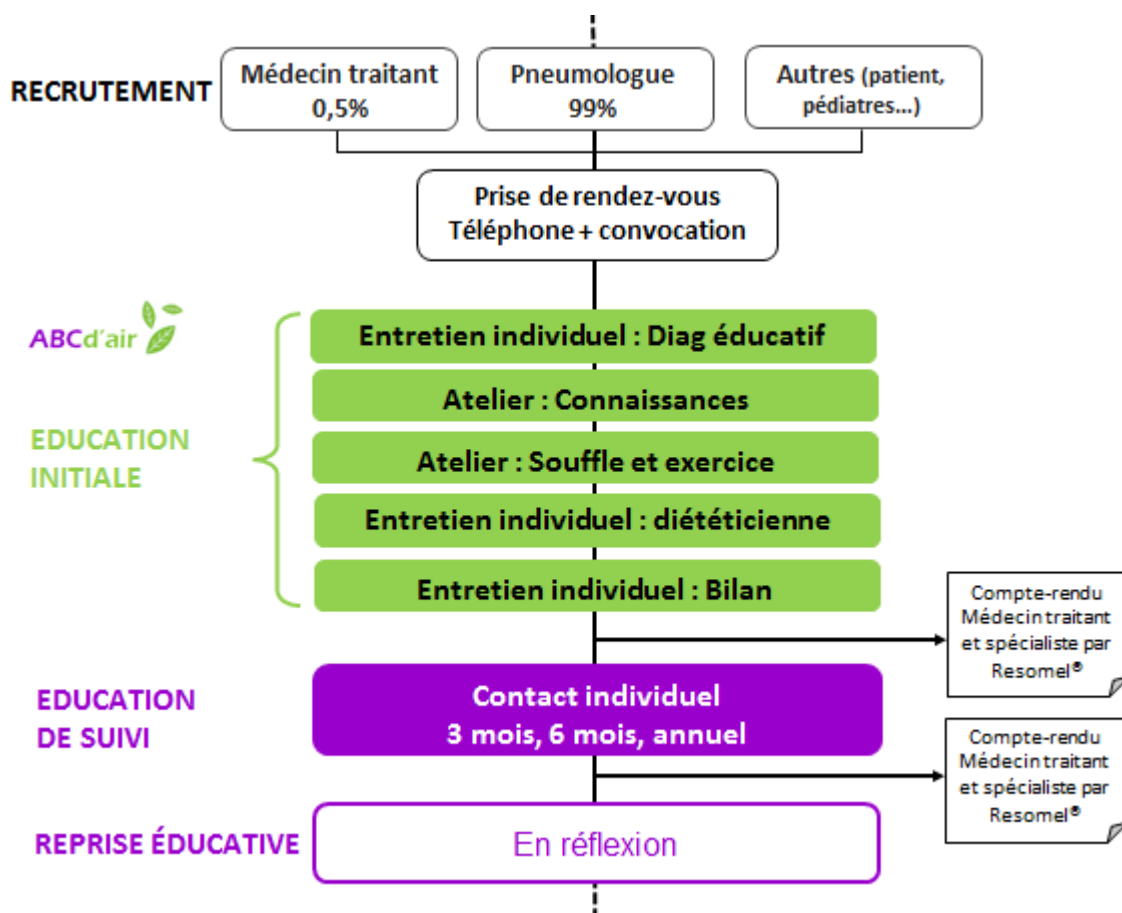 RECRUTEMENT
Médecin traitant
0,5%
Pneumologue
99%
Autres (patient,
pédiatres...)
Prise de rendez-vous
Téléphone + convocation
ABCd'air
EDUCATION
INITIALE
Entretien individuel : Diag éducatif
Atelier : Connaissances
Atelier : Souffle et exercice
Entretien individuel : diététicienne
Entretien individuel : Bilan
Compte-rendu
Médecin traitant
et spécialiste par
Resomel®
EDUCATION
DE SUIVI
Contact individuel
3 mois, 6 mois, annuel
Compte-rendu
Médecin traitant
et spécialiste par
Resomel®
REPRISE ÉDUCATIVE
En réflexion